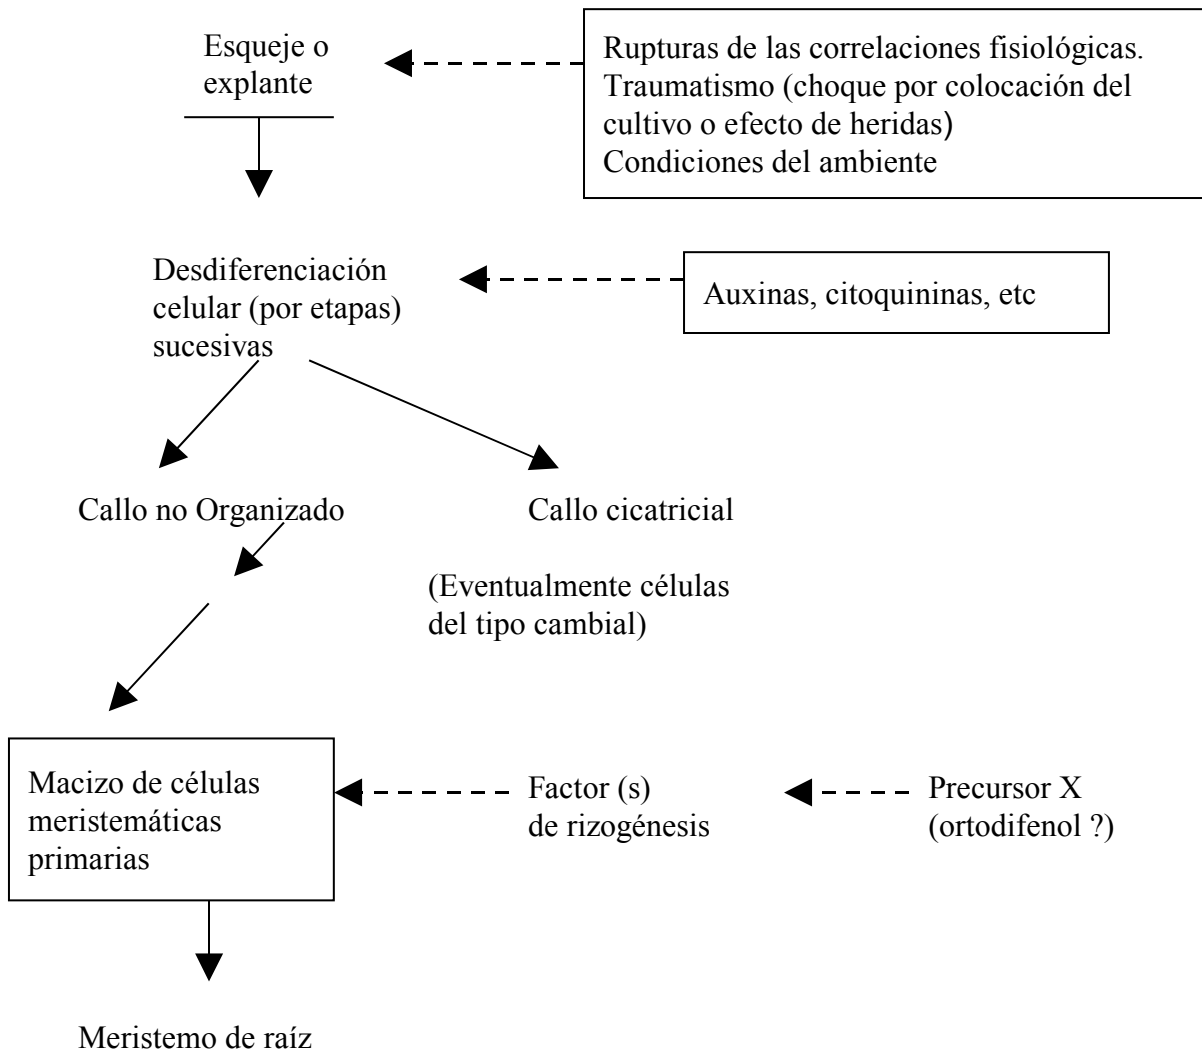 Esqueje o
explante
Rupturas de las correlaciones fisiológicas.
Traumatismo (choque por colocación del
cultivo o efecto de heridas)
Condiciones del ambiente
Desdiferenciación
celular (por etapas)
sucesivas
Auxinas, citoquininas, etc
Callo no Organizado
Callo cicatricial
(Eventualmente células
del tipo cambial)
Macizo de células
meristemáticas
primarias
Factor (s)
de rizogénesis
Precursor X
(ortodifenol ?)
Meristemo de raíz